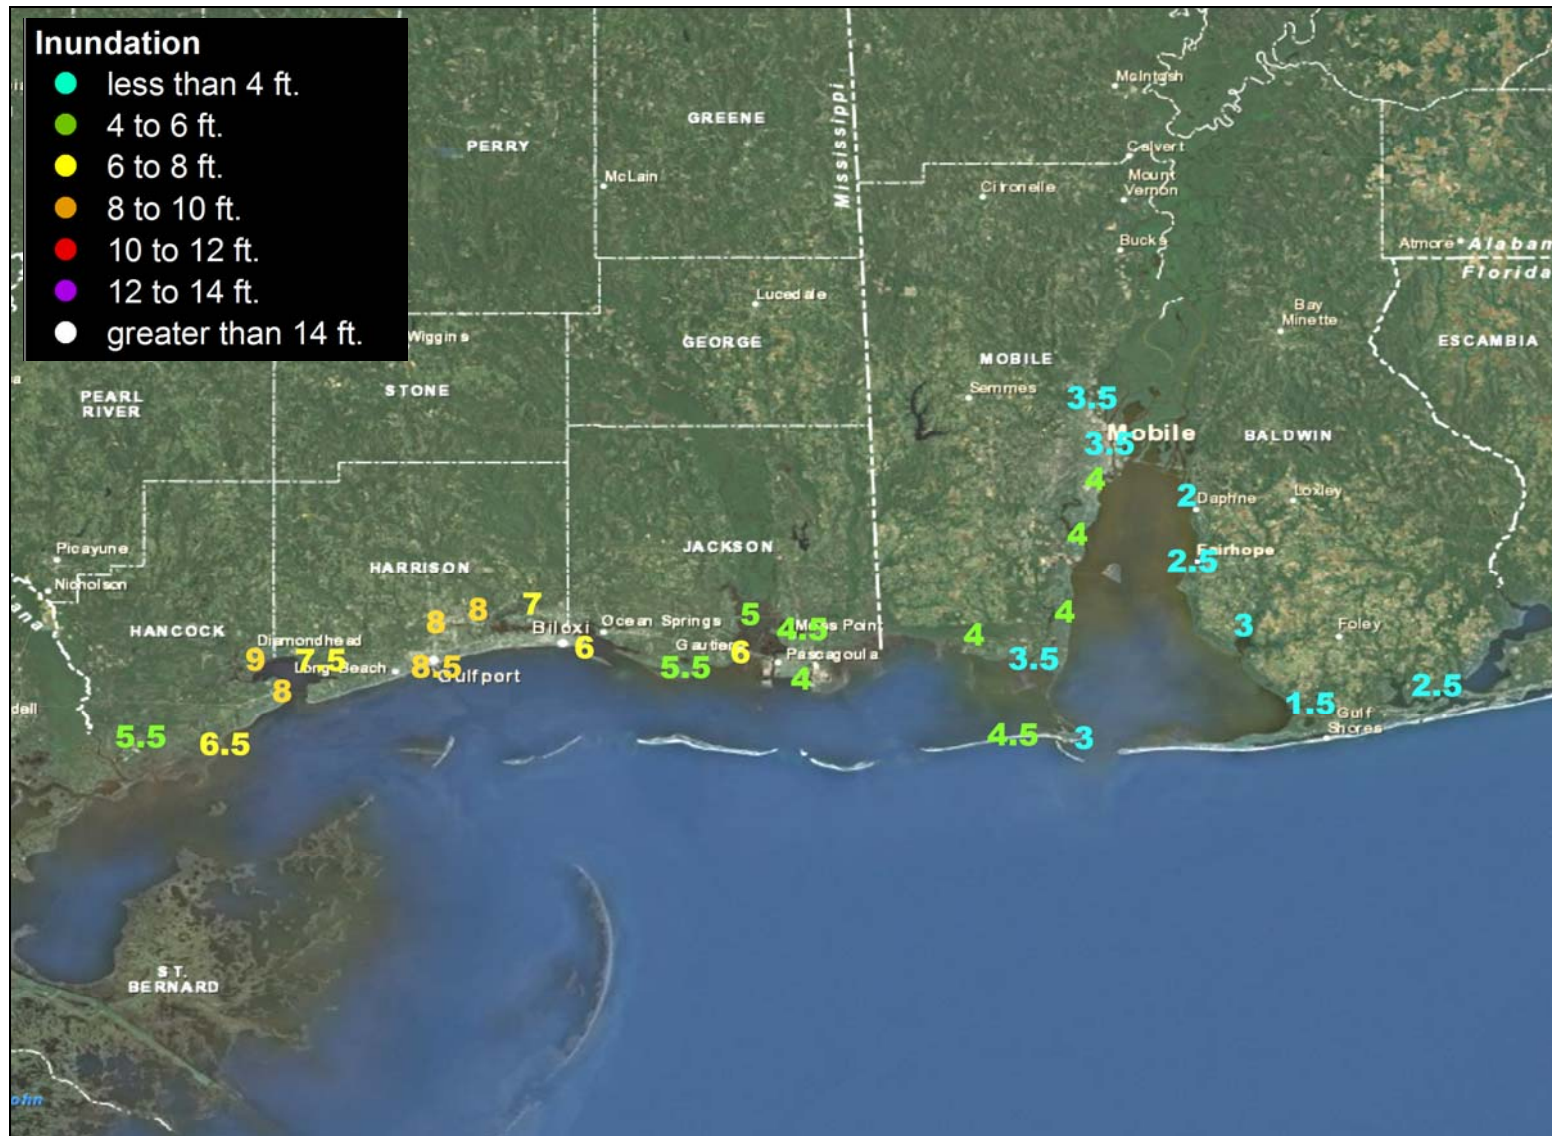 Inundation
less than 4 ft.
4 to 6 ft.
6 to 8 ft.
8 to 10 ft.
10 to 12 ft.
12 to 14 ft.
greater than 14 ft.
McIntosh
GREENE
PERRY
Mississippi
Calvert
McLain
Mount
Vernon
Citronelle
Bucks
Atmore
Alabam
Florida
Lucedale
Bay
Minette
Wiggins
GEORGE
ESCAMBIA
MOBILE
STONE
Semmes
PEARL
RIVER
3.5
Mobile
BALDWIN
3.5
4
2
Daphne
Loxley
4
Picayune
JACKSON
Fairhope
2.5
HARRISON
Nicholson
ana
8
8
7
5
4
HANCOCK
Biloxi
Ocean Springs
4.5
Moss Point
4
3
Foley
Diamondhead
6
Gautier
6
9
7.5
Long Beach
8.5
Gulfport
5.5
Pascagoula
4
3.5
8
2.5
1.5
Gulf
Shores
dell
5.5
6.5
4.5
3
ST.
BERNARD